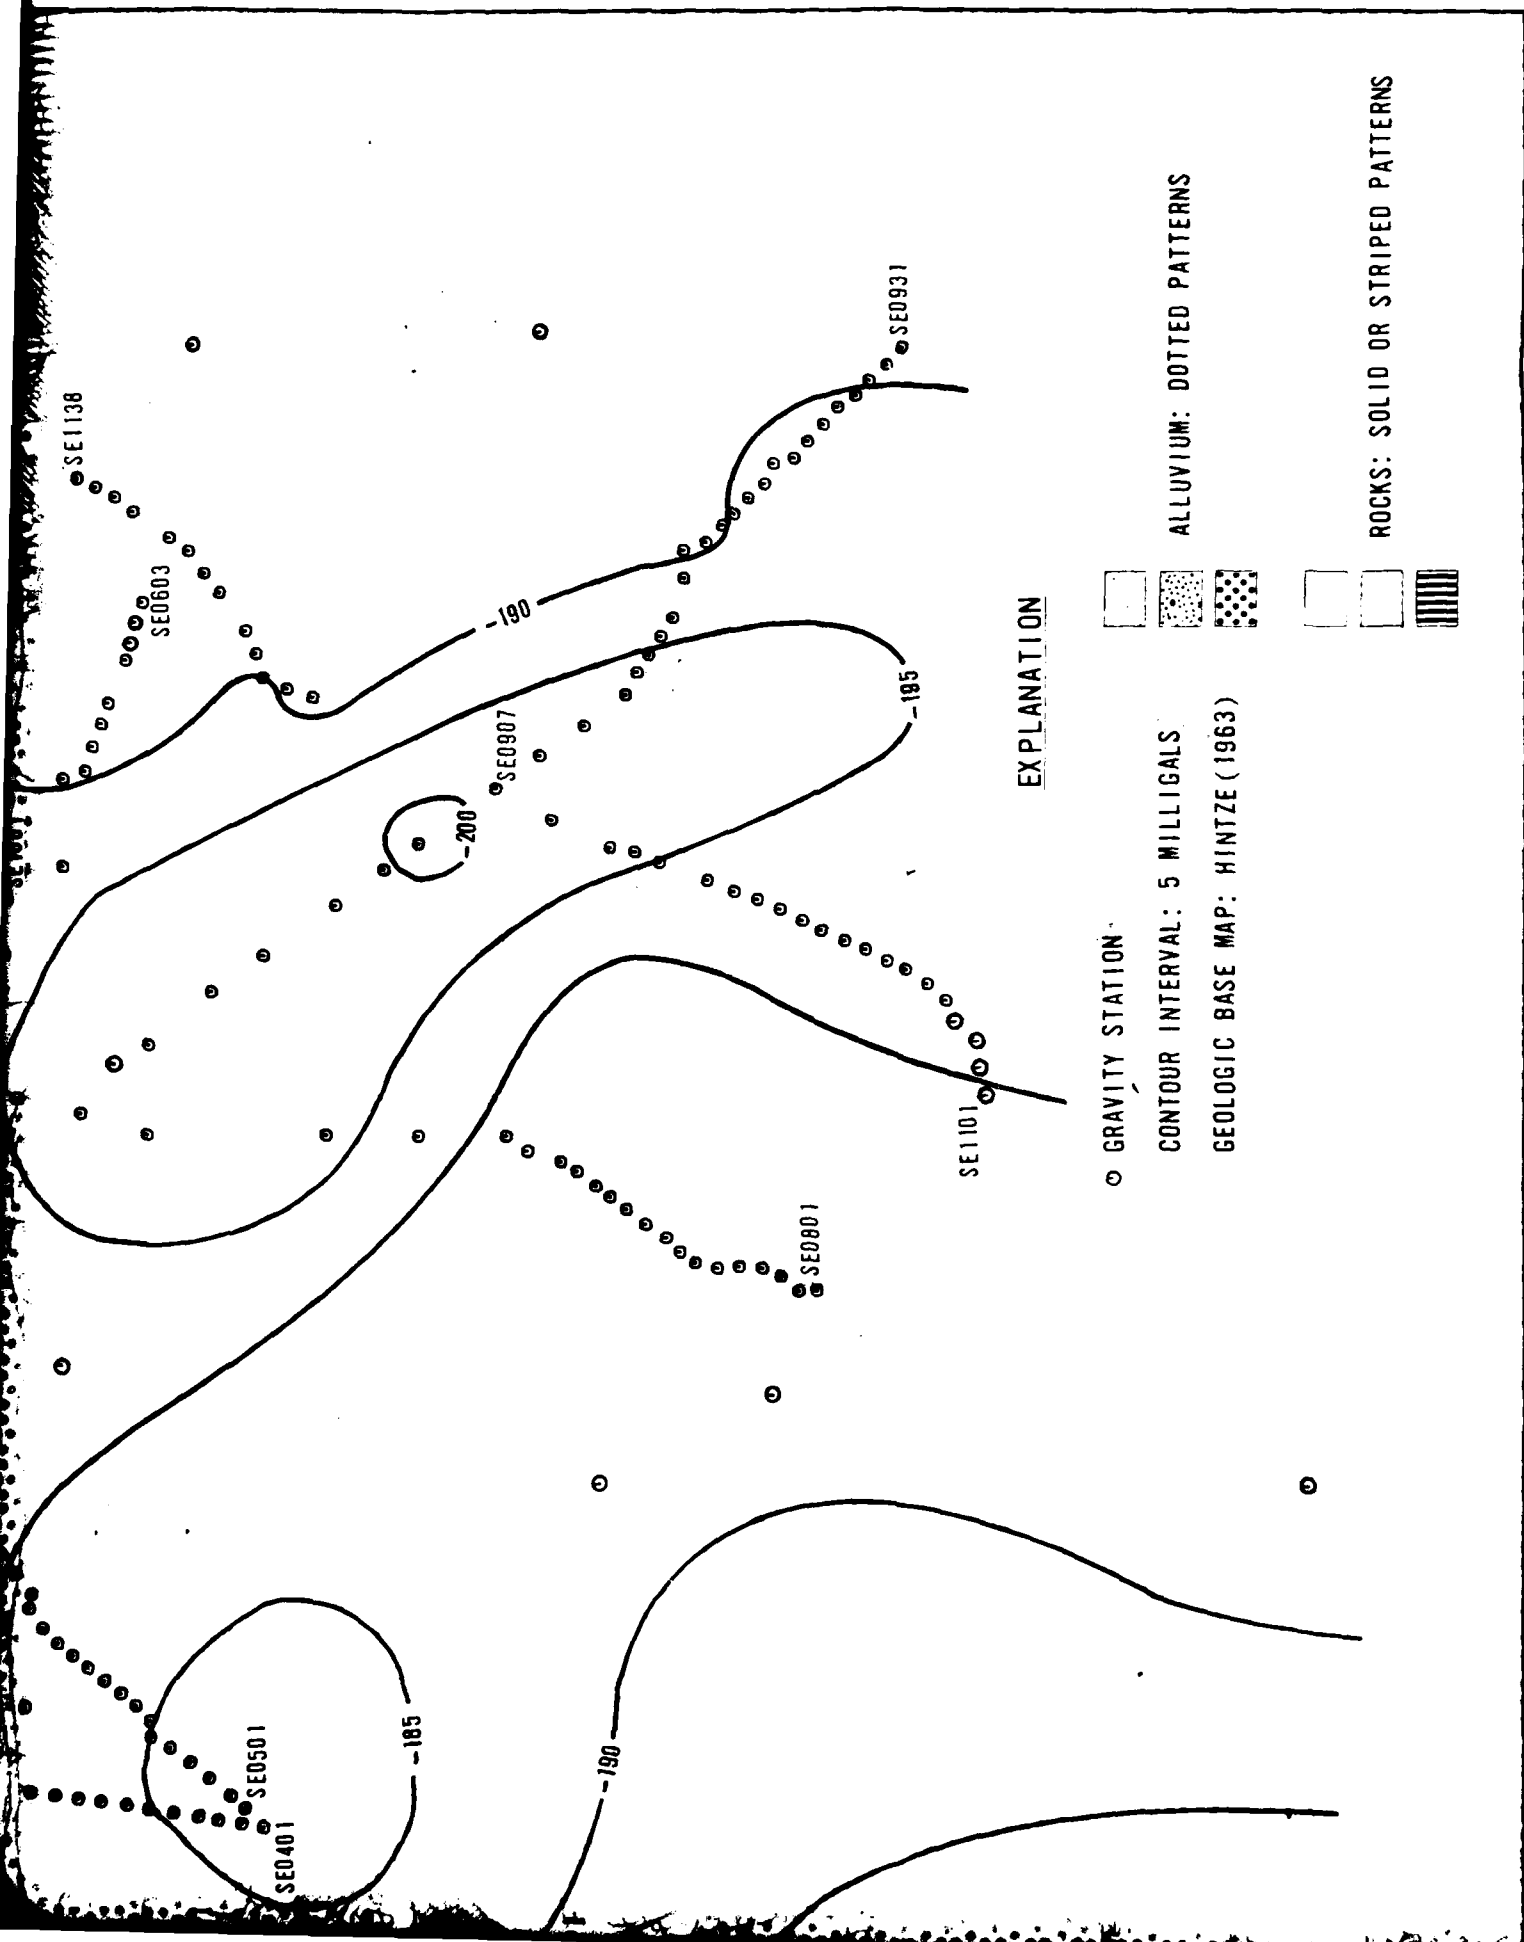 SE1138
SE0603
SE0931
-190
SE0907
-195
-200
SE1101
SE0801
SE0501
SE0401
-185
-190
EXPLANATION
GRAVITY STATION
CONTOUR INTERVAL: 5 MILLIGALS
GEOLOGIC BASE MAP: HINTZE(1963)
ALLUVIUM: DOTTED PATTERNS
ROCKS: SOLID OR STRIPED PATTERNS